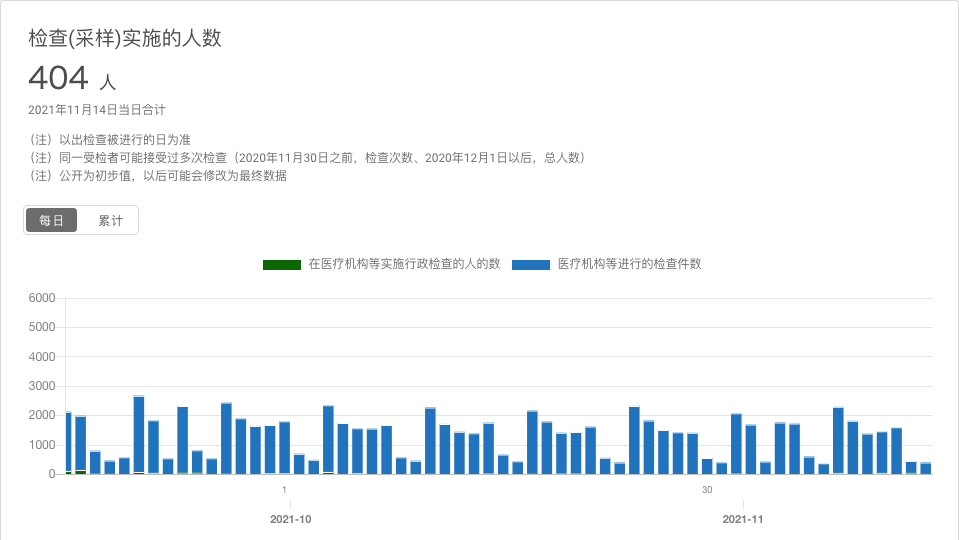 检查(采样)实施的人数
404 人
2021年11月14日当日合计
（注）以出检查被进行的日为准
（注）同一受检者可能接受过多次检查（2020年11月30日之前，检查次数、2020年12月1日以后，总人数）
（注）公开为初步值，以后可能会修改为最终数据
每日 累计
在医疗机构等实施行政检查的人的数 医疗机构等进行的检查件数
6000
5000
4000
3000
2000
1000
0
1 30
2021-10 2021-11